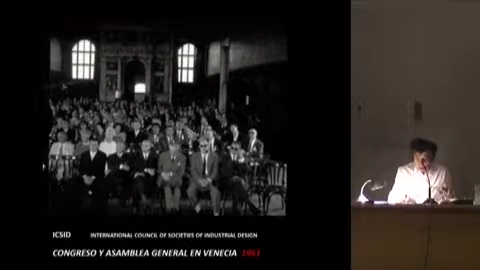 ICSID INTERNATIONAL COUNCIL OF SOCIETIES OF INDUSTRIAL DESIGN
CONGRESO Y ASAMBLEA GENERAL EN VENECIA 1961